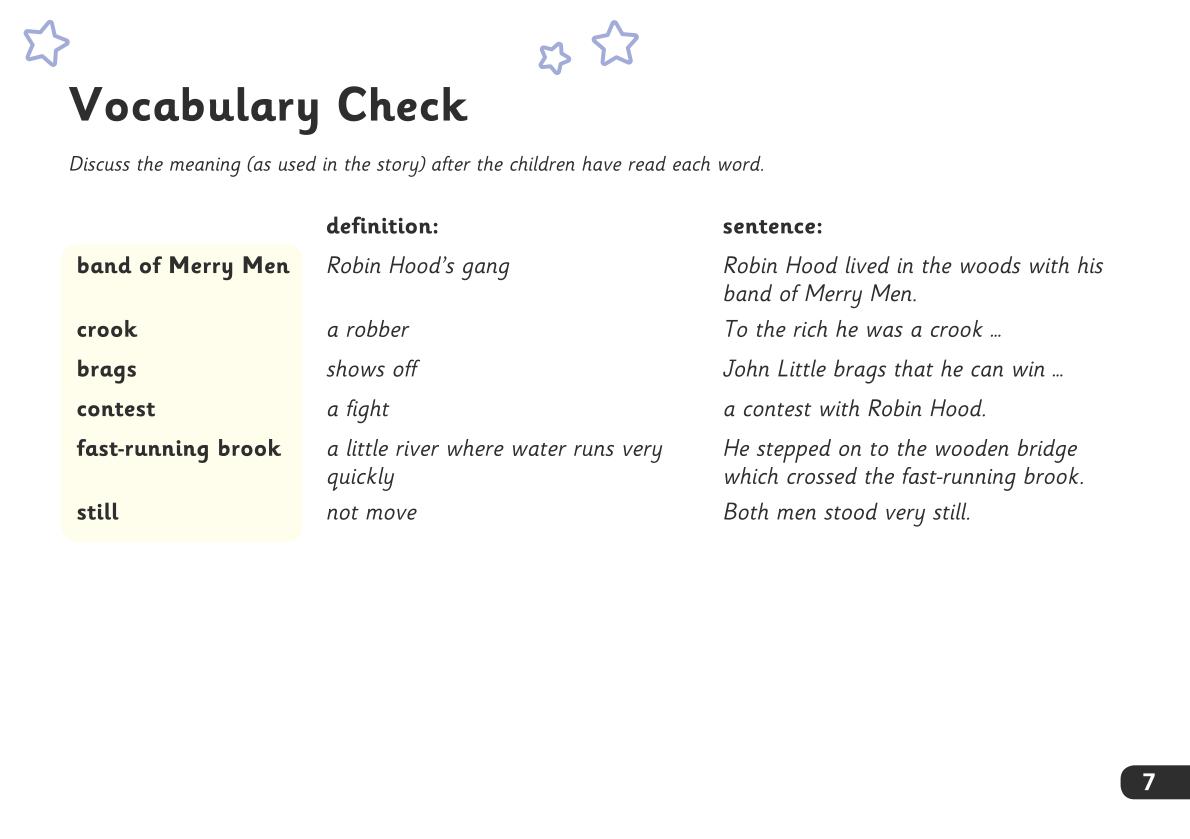 Vocabulary Check
Discuss the meaning (as used in the story) after the children have read each word.
definition: sentence:
band of Merry Men Robin Hood's gang Robin Hood lived in the woods with his
band of Merry Men.
crook a robber To the rich he was a crook ...
brags shows off John Little brags that he can win ...
contest a fight a contest with Robin Hood.
fast-running brook a little river where water runs very He stepped on to the wooden bridge
quickly which crossed the fast-running brook.
still not move Both men stood very still.
7